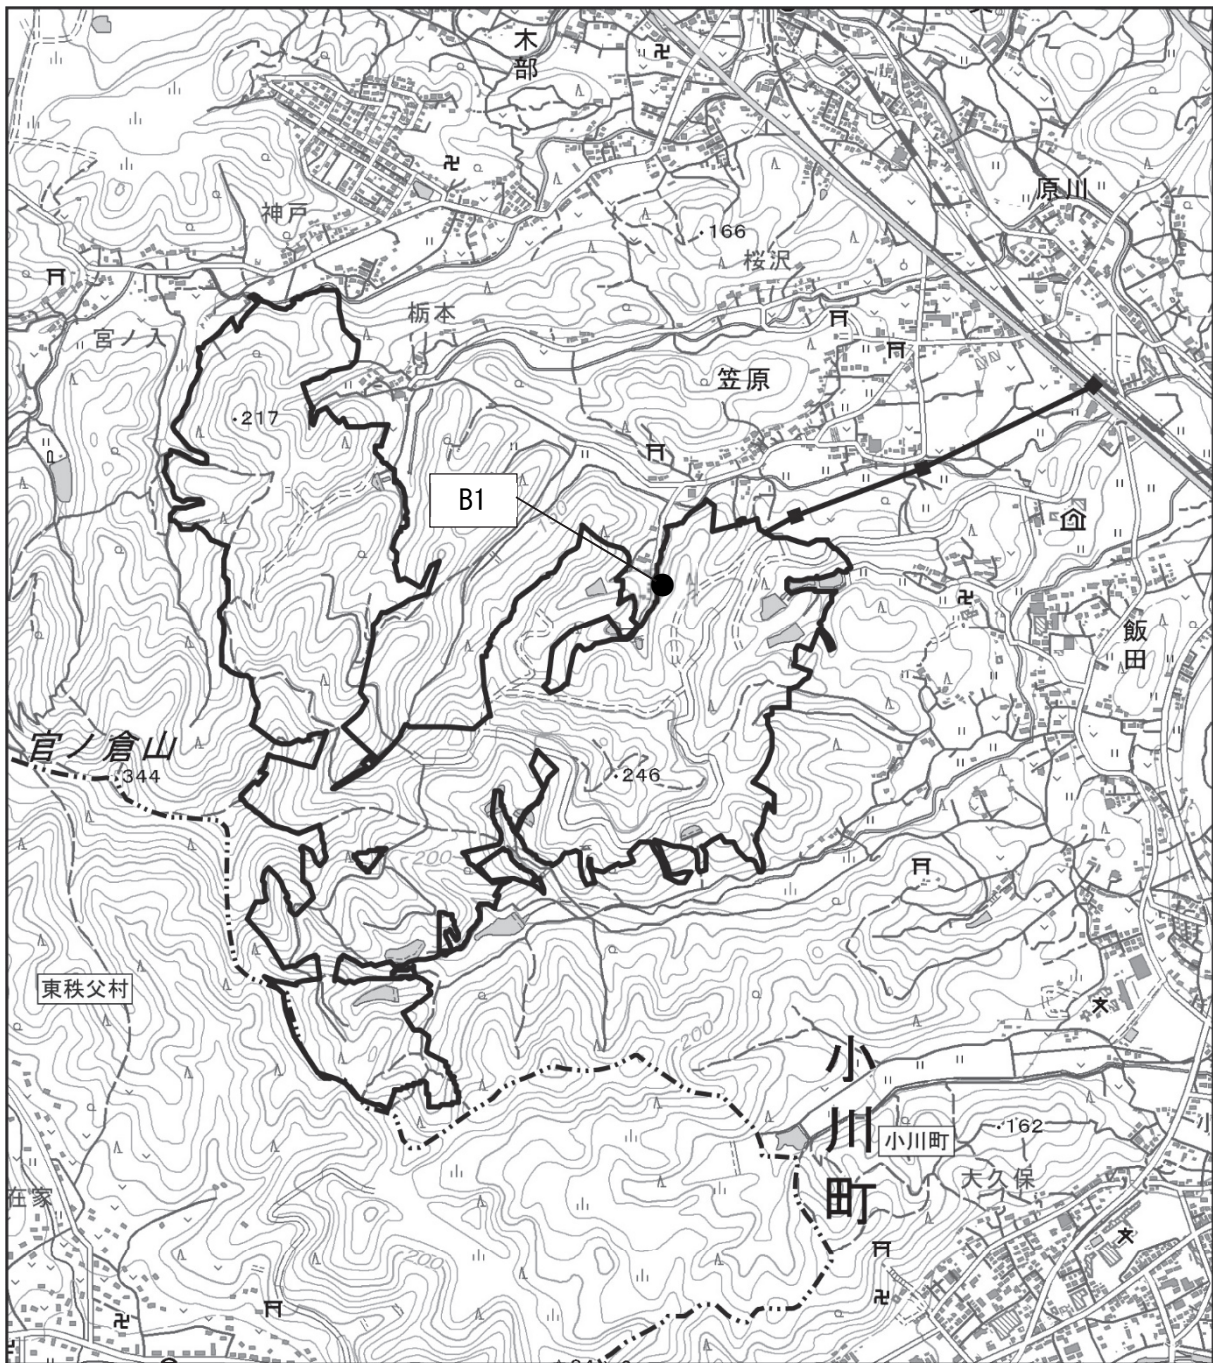 木部
神戸
・166
桜沢
原川
宮ノ入
栃本
笠原
・217
B1
飯田
官ノ倉山
・344
・246
200
東秩父村
200
小川町
小川町
・162
大久保
在家
200